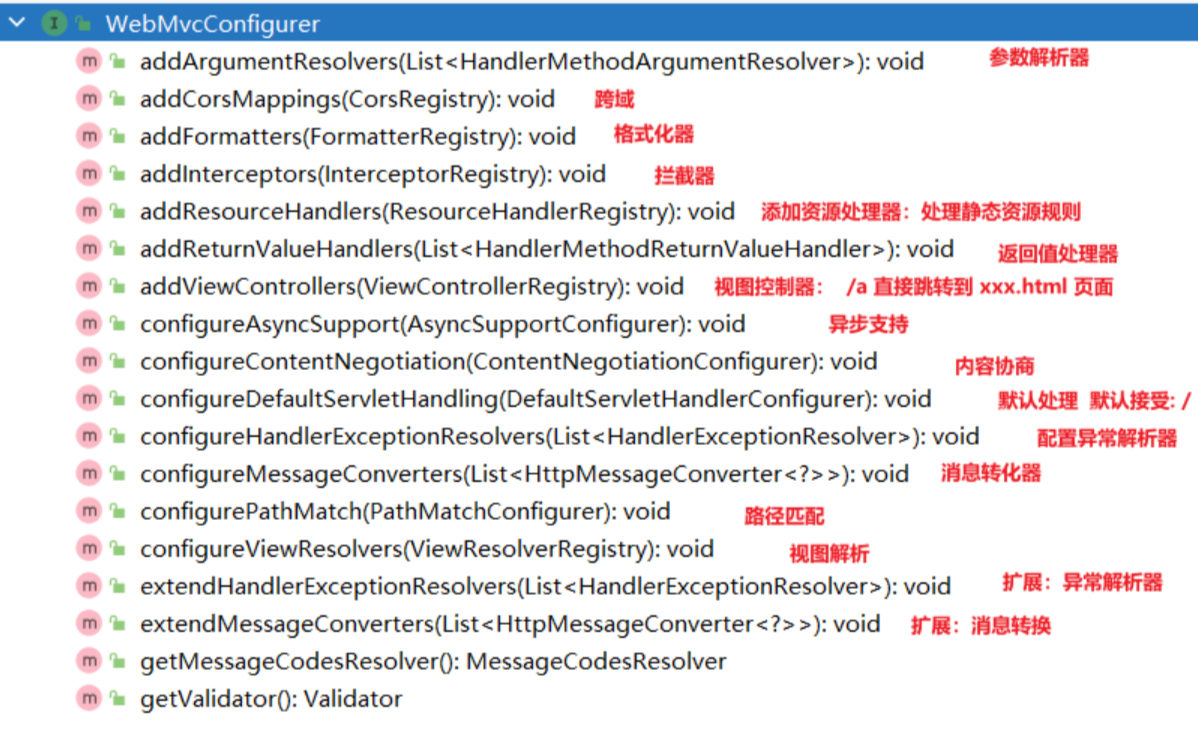 I WebMvcConfigurer
m addArgumentResolvers(List<HandlerMethodArgumentResolver>): void 参数解析器
m addCorsMappings(CorsRegistry): void 跨域
m addFormatters(FormatterRegistry): void 格式化器
m addInterceptors(InterceptorRegistry): void 拦截器
m addResourceHandlers(ResourceHandlerRegistry): void 添加资源处理器：处理静态资源规则
m addReturnValueHandlers(List<HandlerMethodReturnValueHandler>): void 返回值处理器
m addViewControllers(ViewControllerRegistry): void 视图控制器： /a 直接跳转到 xxx.html 页面
m configureAsyncSupport(AsyncSupportConfigurer): void 异步支持
m configureContentNegotiation(ContentNegotiationConfigurer): void 内容协商
m configureDefaultServletHandling(DefaultServletHandlerConfigurer): void 默认处理 默认接受: /
m configureHandlerExceptionResolvers(List<HandlerExceptionResolver>): void 配置异常解析器
m configureMessageConverters(List<HttpMessageConverter<?>>): void 消息转化器
m configurePathMatch(PathMatchConfigurer): void 路径匹配
m configureViewResolvers(ViewResolverRegistry): void 视图解析
m extendHandlerExceptionResolvers(List<HandlerExceptionResolver>): void 扩展：异常解析器
m extendMessageConverters(List<HttpMessageConverter<?>>): void 扩展：消息转换
m getMessageCodesResolver(): MessageCodesResolver
m getValidator(): Validator